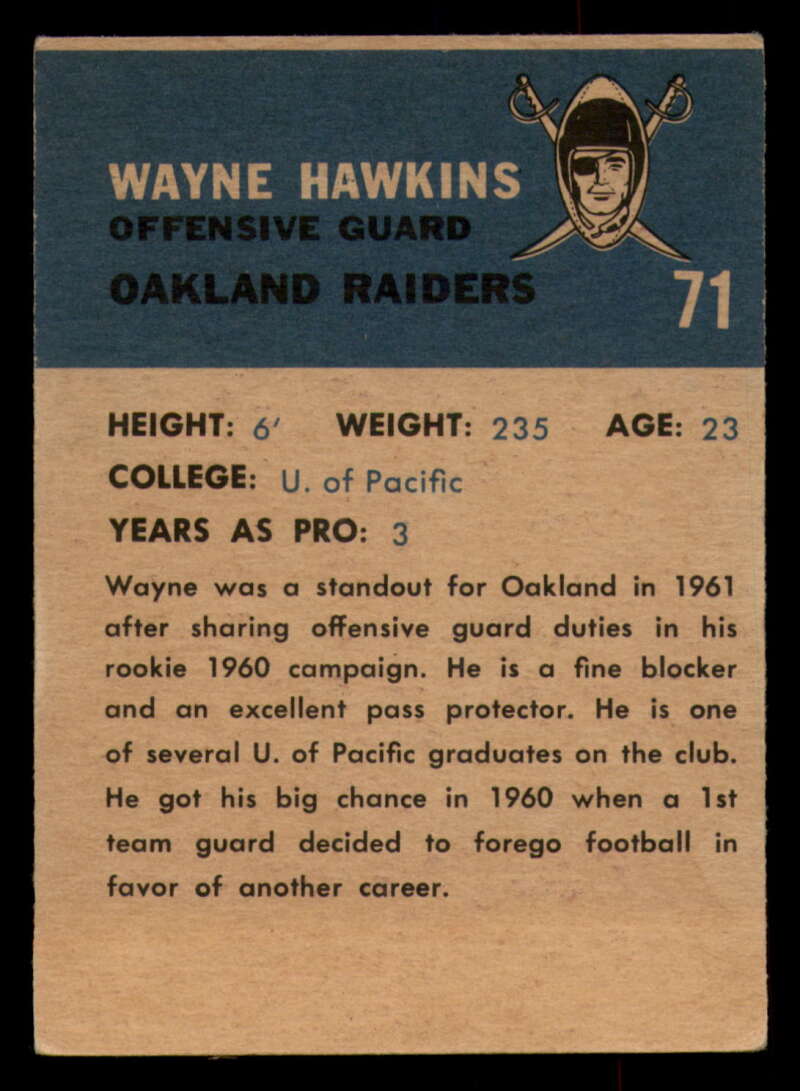 WAYNE HAWKINS
OFFENSIVE GUARD
OAKLAND RAIDERS
71
HEIGHT: 6' WEIGHT: 235 AGE: 23
COLLEGE: U. of Pacific
YEARS AS PRO: 3
Wayne was a standout for Oakland in 1961
after sharing offensive guard duties in his
rookie 1960 campaign. He is a fine blocker
and an excellent pass protector. He is one
of several U. of Pacific graduates on the club.
He got his big chance in 1960 when a 1st
team guard decided to forego football in
favor of another career.